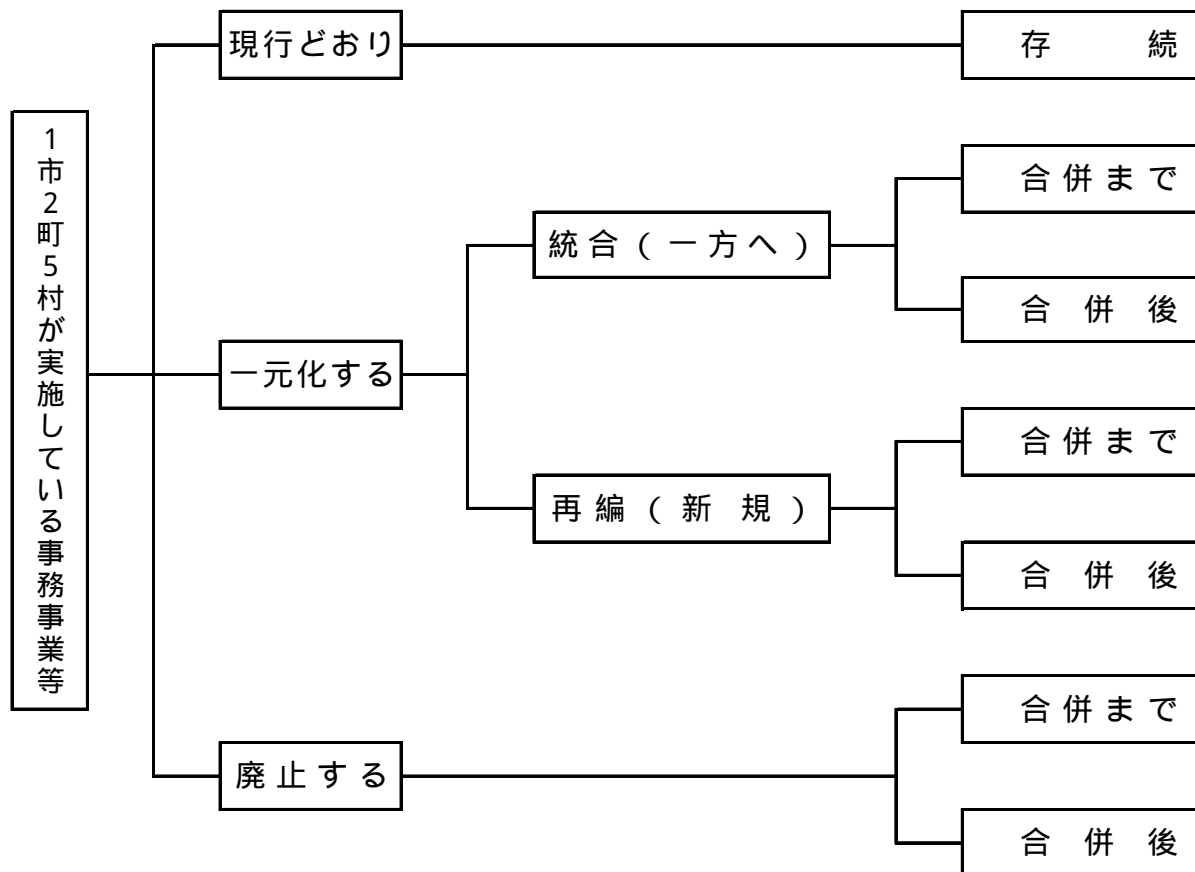 1市2町5村が実施している事務事業等
現行どおり
存続
一元化する
統合（一方へ）
合併まで
合併後
再編（新規）
合併まで
合併後
廃止する
合併まで
合併後